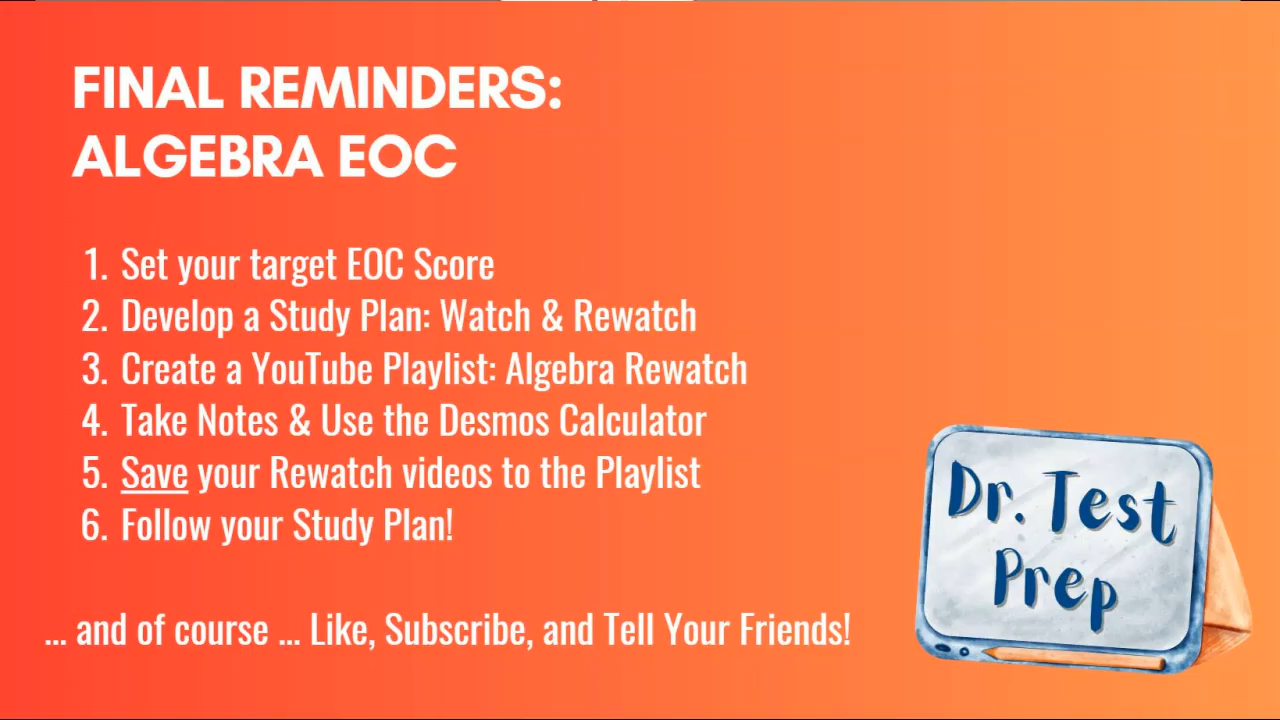 FINAL REMINDERS:
ALGEBRA EOC
1. Set your target EOC Score
2. Develop a Study Plan: Watch & Rewatch
3. Create a YouTube Playlist: Algebra Rewatch
4. Take Notes & Use the Desmos Calculator
5. Save your Rewatch videos to the Playlist
6. Follow your Study Plan!
... and of course ... Like, Subscribe, and Tell Your Friends!
Dr. Test
Prep